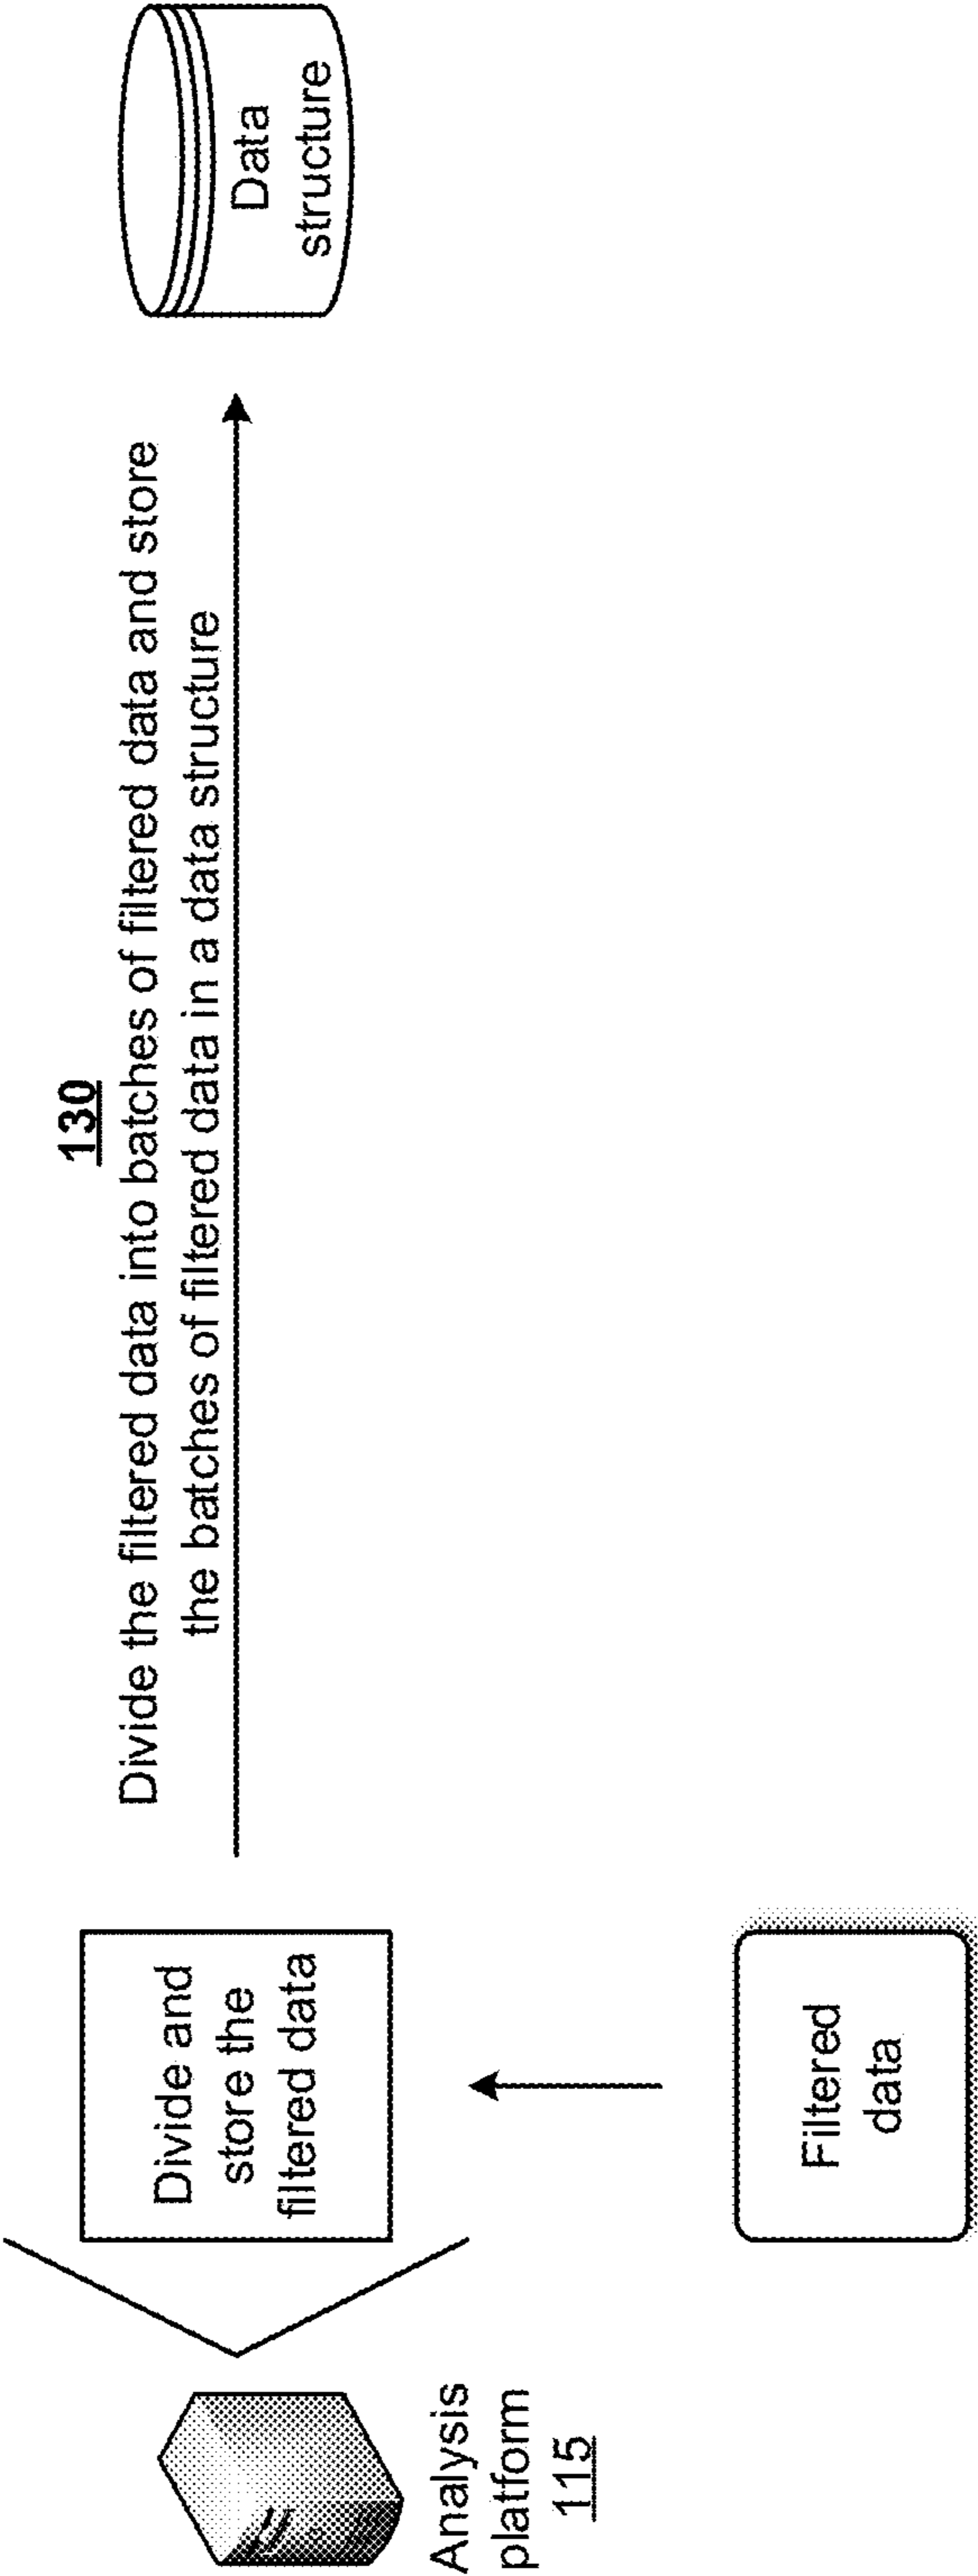 130
Divide the filtered data into batches of filtered data and store
the batches of filtered data in a data structure
Analysis
platform
115
Divide and
store the
filtered data
Data
structure
Filtered
data